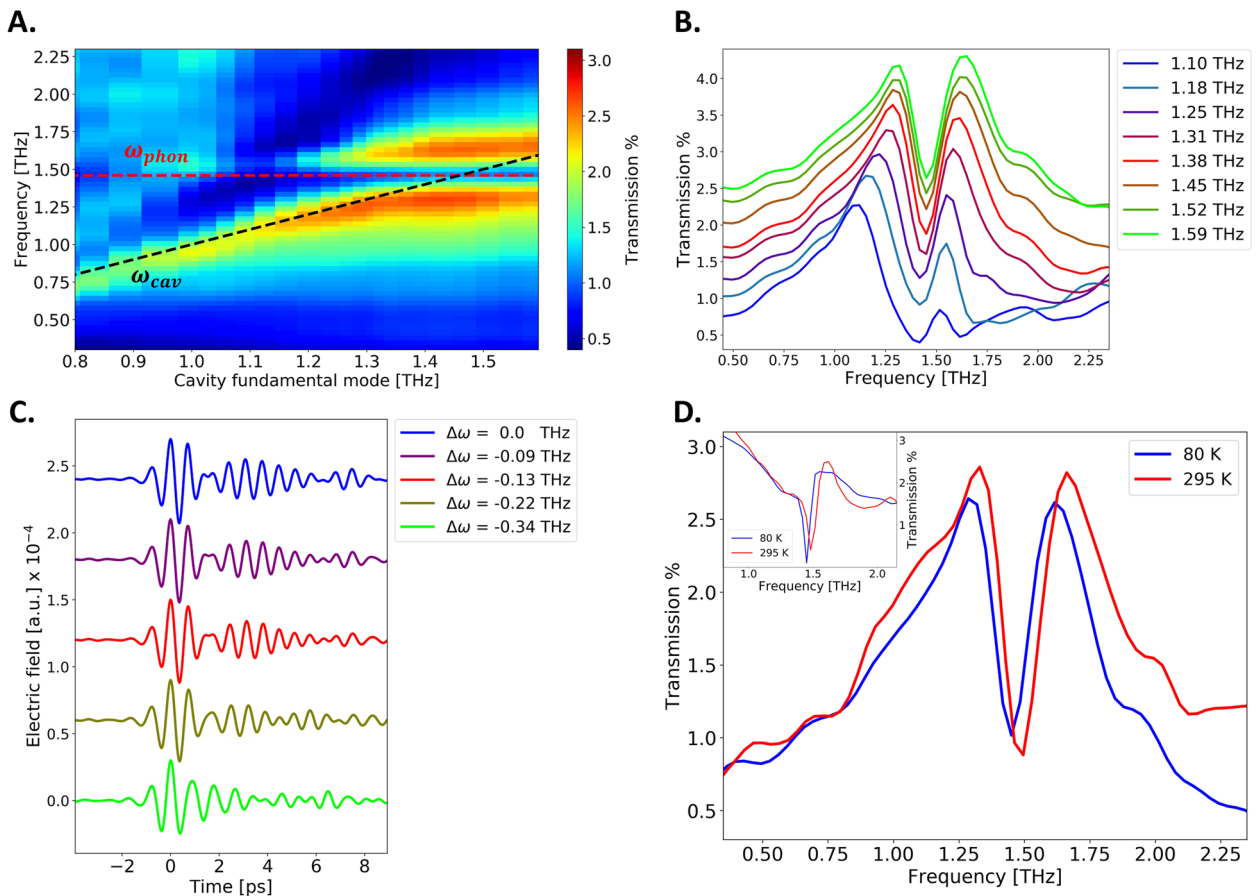 A.
2.25
2.00
1.75
1.50
1.25
1.00
0.75
0.50
Frequency [THz]
ωphon
ωcav
0.8
0.9
1.0
1.1
1.2
1.3
1.4
1.5
Cavity fundamental mode [THz]
3.0
2.5
2.0
1.5
1.0
0.5
Transmission %
B.
4.0
3.5
3.0
2.5
2.0
1.5
1.0
0.5
Transmission %
0.50
0.75
1.00
1.25
1.50
1.75
2.00
2.25
Frequency [THz]
1.10 THz
1.18 THz
1.25 THz
1.31 THz
1.38 THz
1.45 THz
1.52 THz
1.59 THz
C.
2.5
2.0
1.5
1.0
0.5
0.0
Electric field [a.u.] x 10⁻⁴
−2
0
2
4
6
8
Time [ps]
Δω = 0.0 THz
Δω = -0.09 THz
Δω = -0.13 THz
Δω = -0.22 THz
Δω = -0.34 THz
D.
3.0
2.5
2.0
1.5
1.0
0.5
Transmission %
0.50
0.75
1.00
1.25
1.50
1.75
2.00
2.25
Frequency [THz]
80 K
295 K
3
2
1
Transmission %
80 K
295 K
1.0
1.5
2.0
Frequency [THz]